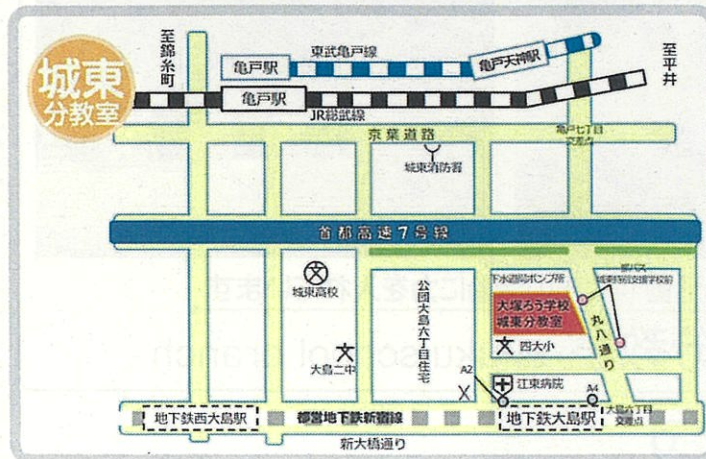 城東
分教室
至錦糸町
亀戸駅
東武亀戸線
亀戸天神駅
至平井
亀戸駅
JR総武線
京葉道路
亀戸七丁目
交差点
城東消防署
首都高速7号線
城東高校
公団大島六丁目住宅
下水道局ポンプ所
都バス
城東特別支援学校前
大塚ろう学校
城東分教室
丸八通り
四大小
大島二中
A2
江東病院
A4
地下鉄西大島駅
都営地下鉄新宿線
地下鉄大島駅
大島六丁目
交差点
新大橋通り